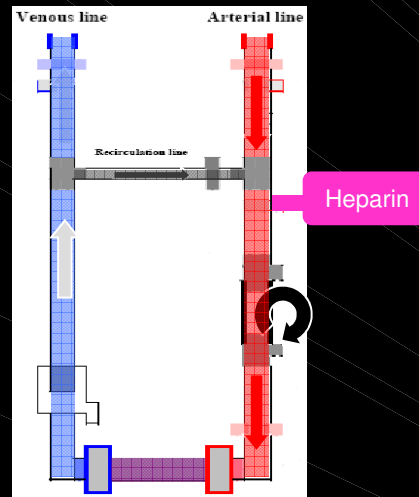 Venous line
Arterial line
Recirculation line
Heparin